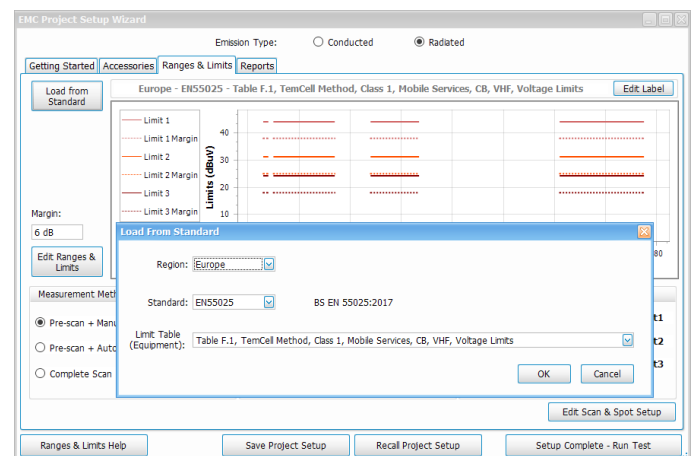 EMC Project Setup Wizard
Emission Type: Conducted Radiated
Getting Started Accessories Ranges & Limits Reports
Load from Standard
Europe - EN55025 - Table F.1, TemCell Method, Class 1, Mobile Services, CB, VHF, Voltage Limits
Edit Label
Limit 1
Limit 1 Margin
Limit 2
Limit 2 Margin
Limit 3
Limit 3 Margin
Limits (dBuV)
40
30
20
10
80
Margin:
6 dB
Edit Ranges & Limits
Load From Standard
Region: Europe
Standard: EN55025 BS EN 55025:2017
Limit Table (Equipment): Table F.1, TemCell Method, Class 1, Mobile Services, CB, VHF, Voltage Limits
OK Cancel
Measurement Meth
Pre-scan + Manu
Pre-scan + Auto
Complete Scan
t1
t2
t3
Edit Scan & Spot Setup
Ranges & Limits Help Save Project Setup Recall Project Setup Setup Complete - Run Test